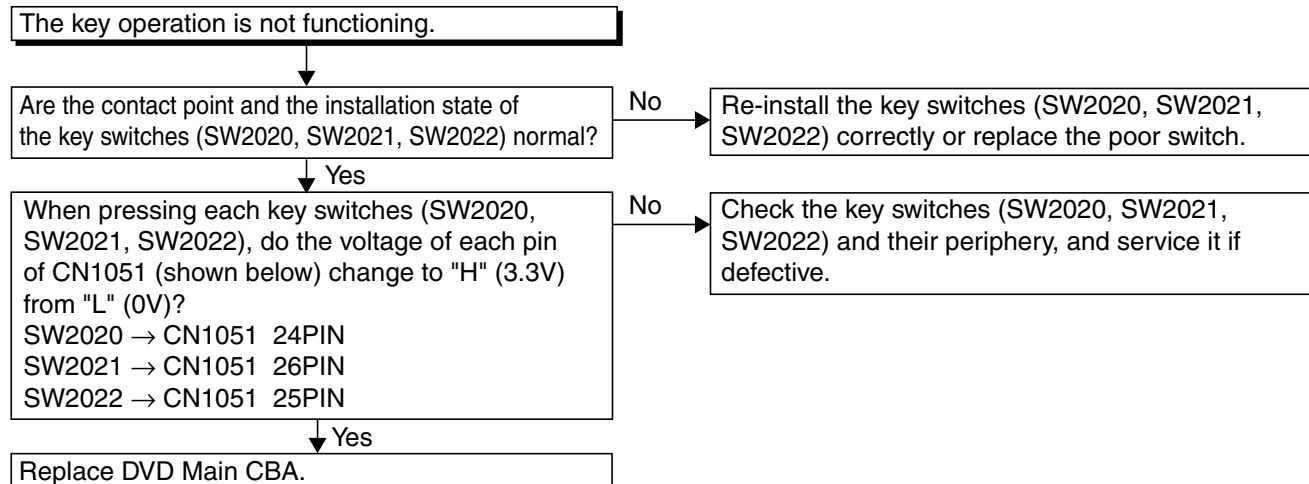 The key operation is not functioning.
Are the contact point and the installation state of
the key switches (SW2020, SW2021, SW2022) normal?
No
Re-install the key switches (SW2020, SW2021,
SW2022) correctly or replace the poor switch.
Yes
When pressing each key switches (SW2020,
SW2021, SW2022), do the voltage of each pin
of CN1051 (shown below) change to "H" (3.3V)
from "L" (0V)?
SW2020 → CN1051 24PIN
SW2021 → CN1051 26PIN
SW2022 → CN1051 25PIN
No
Check the key switches (SW2020, SW2021,
SW2022) and their periphery, and service it if
defective.
Yes
Replace DVD Main CBA.